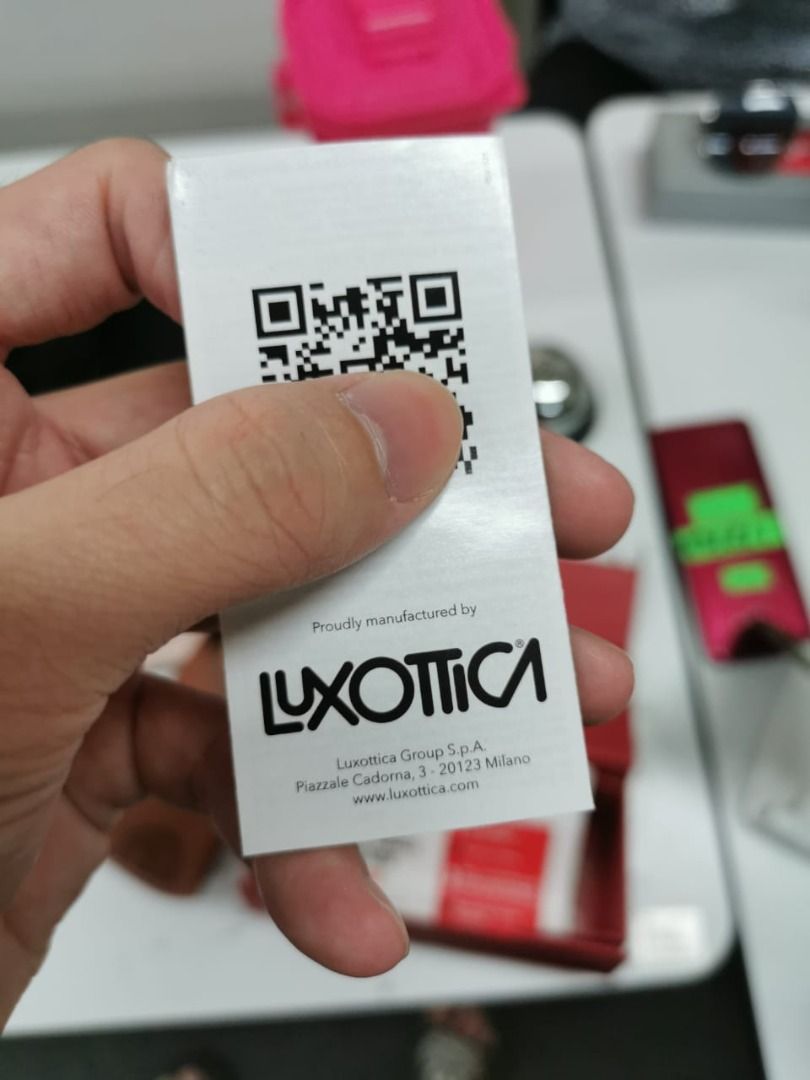 Proudly manufactured by
LUXOTTICA®
Luxottica Group S.p.A.
Piazzale Cadorna, 3 - 20123 Milano
www.luxottica.com